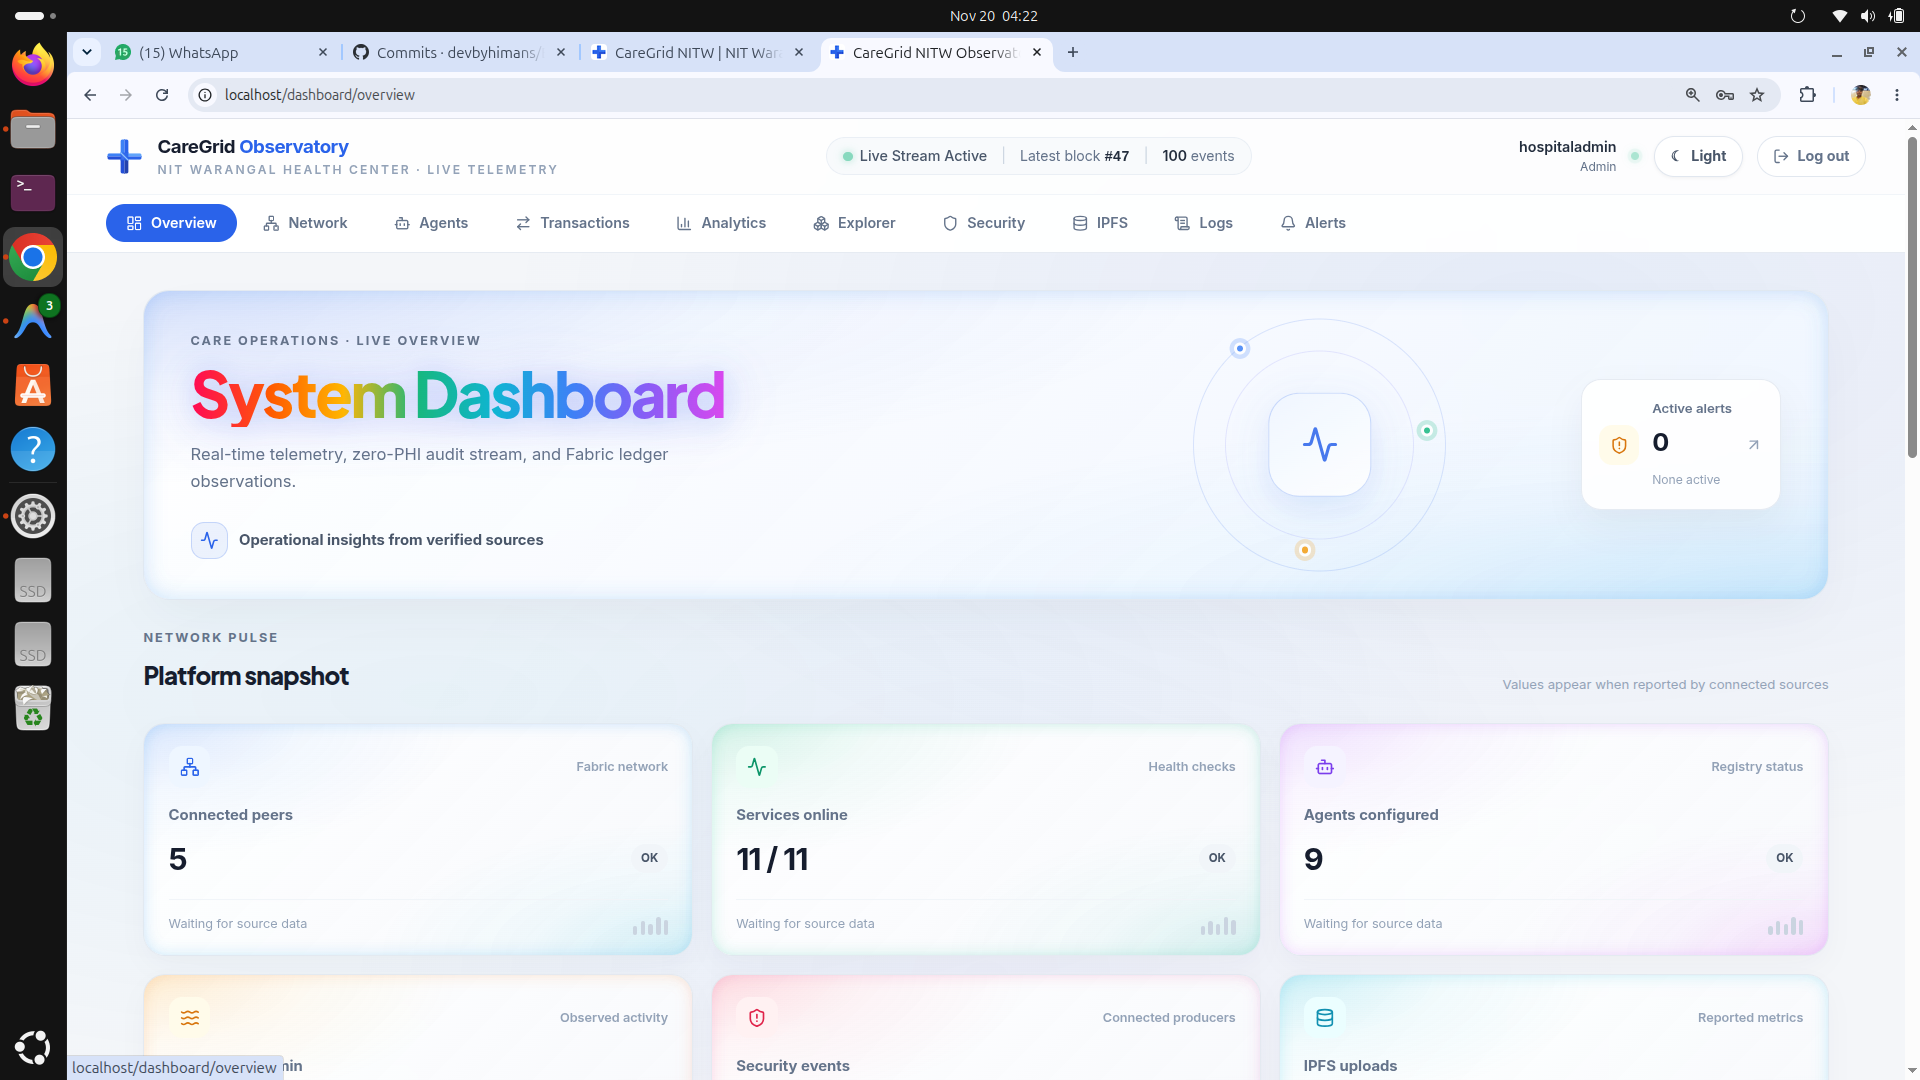 Nov 20 04:22
(15) WhatsApp
Commits · devbyhimans/
CareGrid NITW | NIT War
CareGrid NITW Observat
localhost/dashboard/overview
3
CareGrid Observatory
NIT WARANGAL HEALTH CENTER · LIVE TELEMETRY
Live Stream Active
Latest block #47
100 events
hospitaladmin
Admin
Light
Log out
Overview
Network
Agents
Transactions
Analytics
Explorer
Security
IPFS
Logs
Alerts
CARE OPERATIONS · LIVE OVERVIEW
System Dashboard
Real-time telemetry, zero-PHI audit stream, and Fabric ledger
observations.
Operational insights from verified sources
Active alerts
0
None active
NETWORK PULSE
Platform snapshot
Values appear when reported by connected sources
Fabric network
Connected peers
5
OK
Waiting for source data
Health checks
Services online
11 / 11
OK
Waiting for source data
Registry status
Agents configured
9
OK
Waiting for source data
Observed activity
min
Connected producers
Security events
Reported metrics
IPFS uploads
SSD
SSD
localhost/dashboard/overview